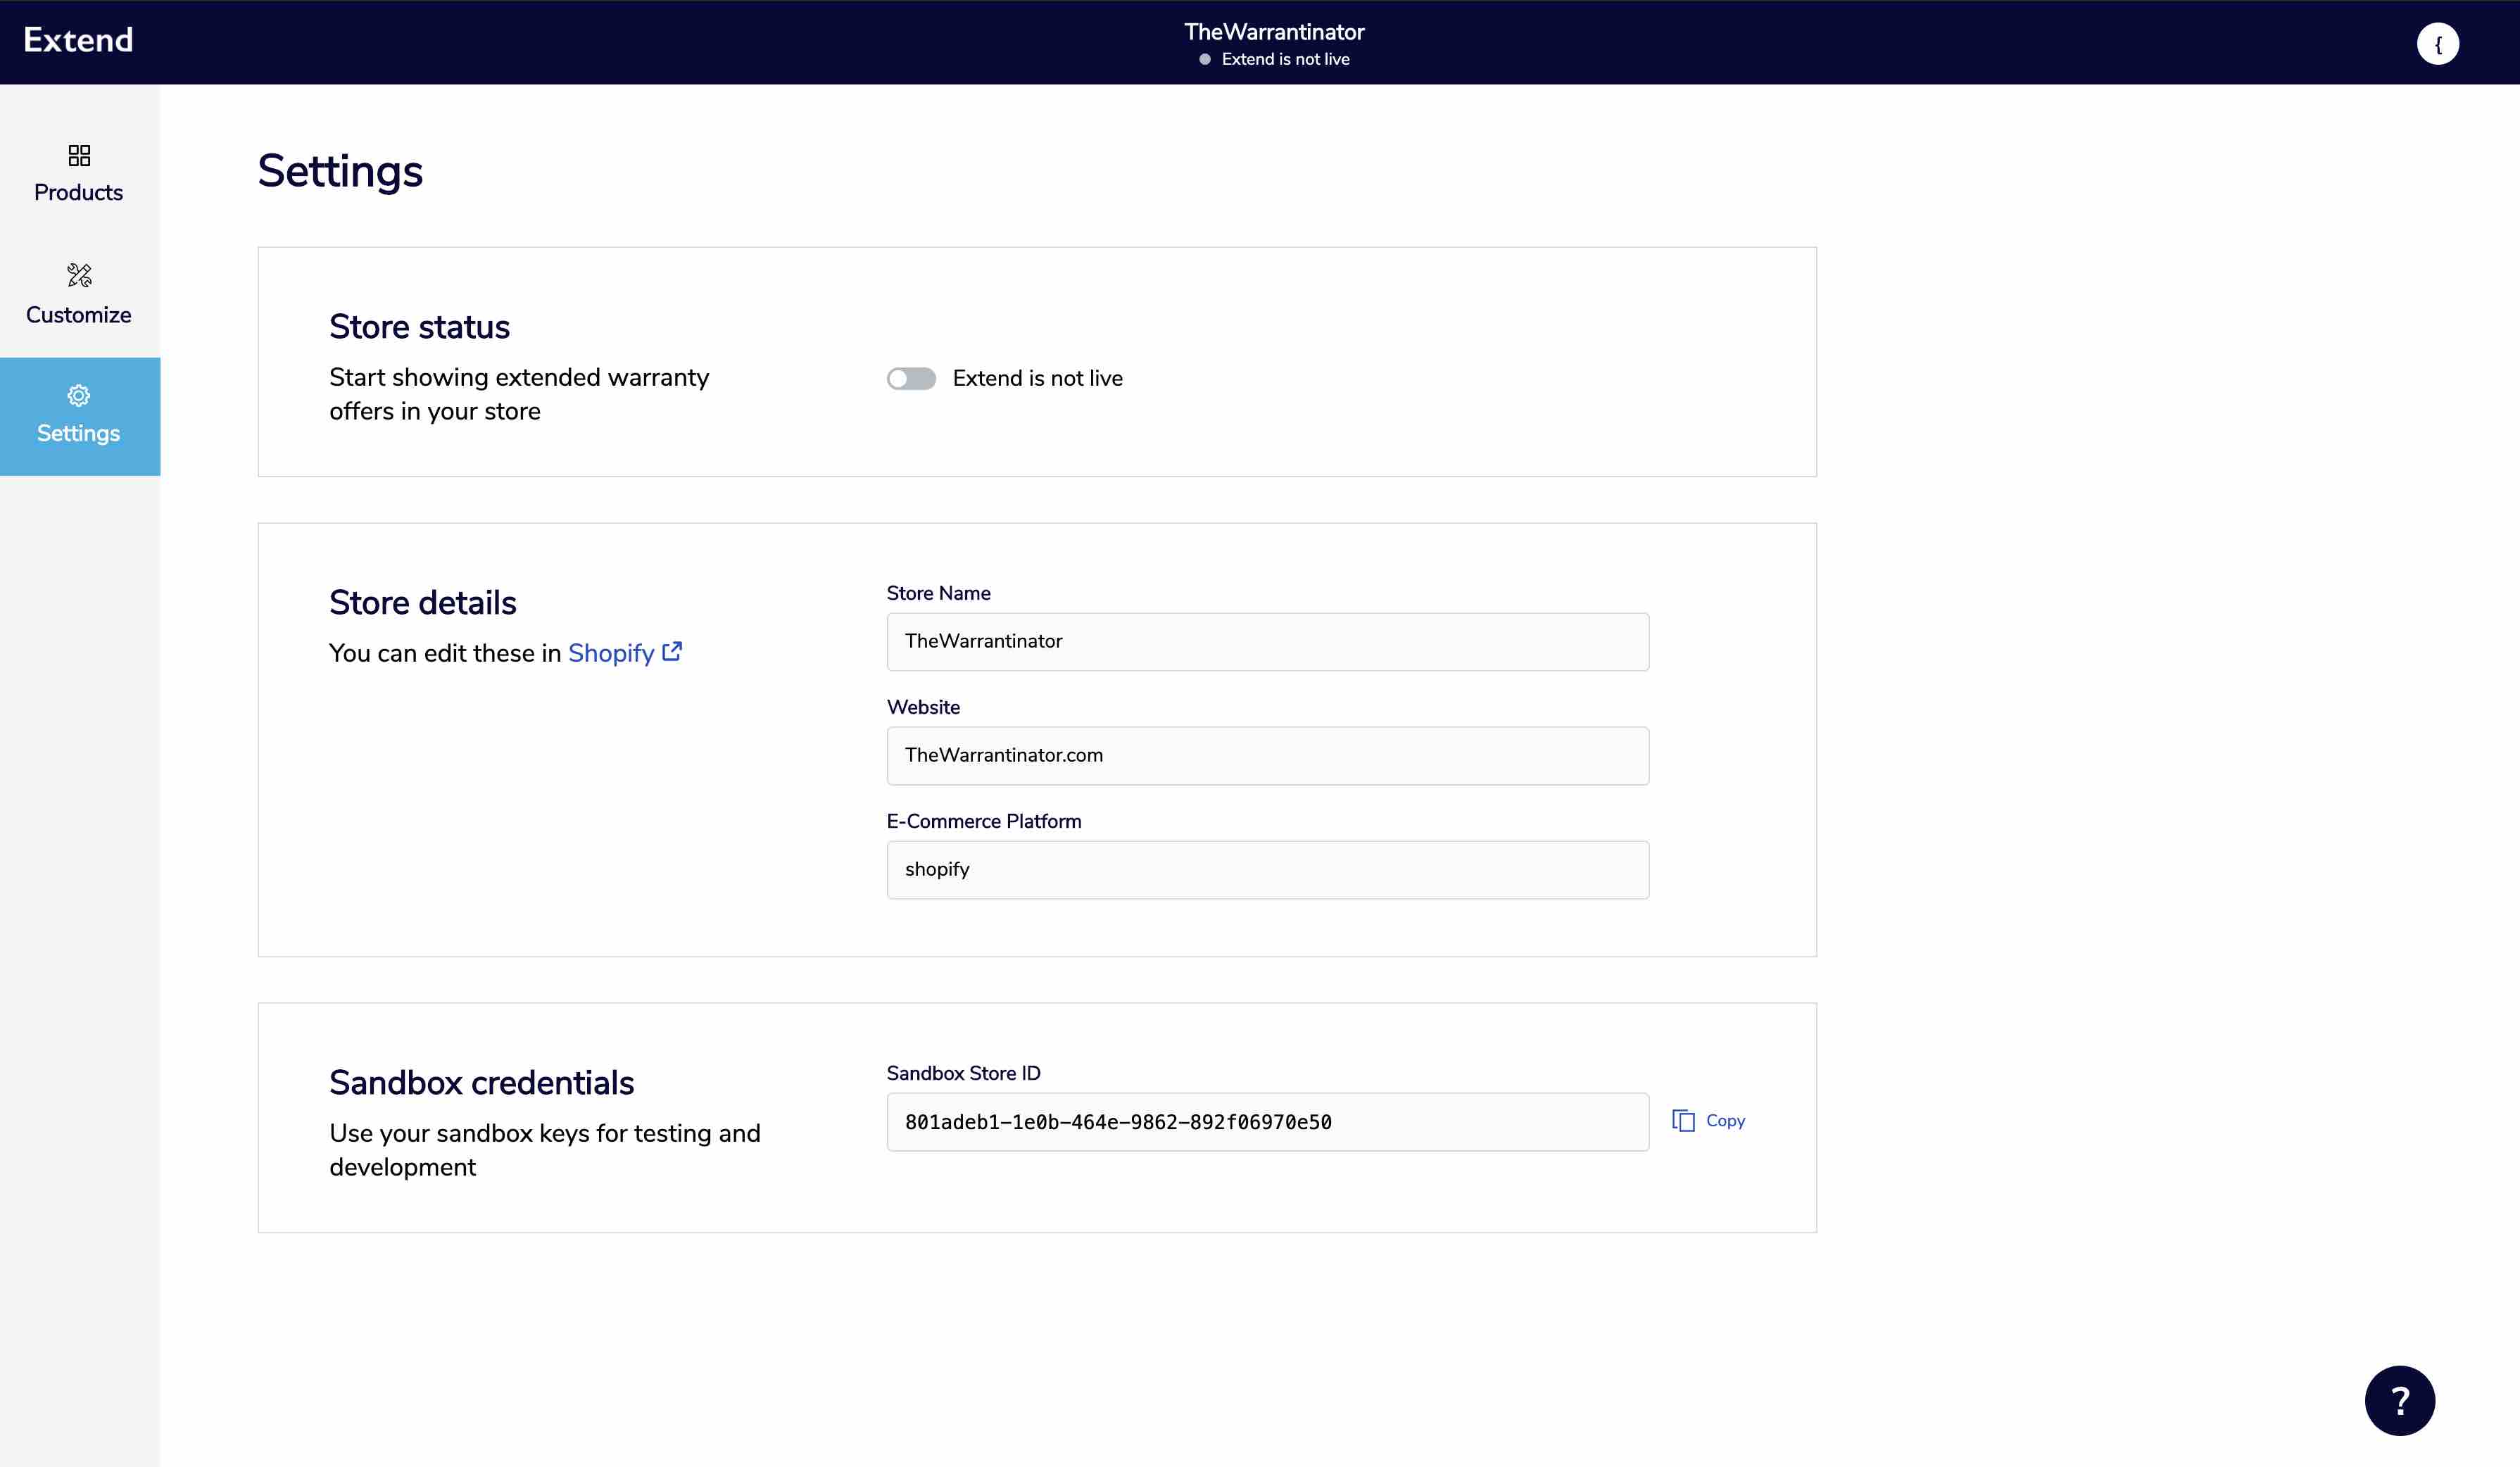 Extend
TheWarrantinator
Extend is not live
{
Products
Customize
Settings
Settings
Store status
Start showing extended warranty
offers in your store
Extend is not live
Store details
You can edit these in Shopify
Store Name
TheWarrantinator
Website
TheWarrantinator.com
E-Commerce Platform
shopify
Sandbox credentials
Use your sandbox keys for testing and
development
Sandbox Store ID
801adeb1-1e0b-464e-9862-892f06970e50
Copy
?